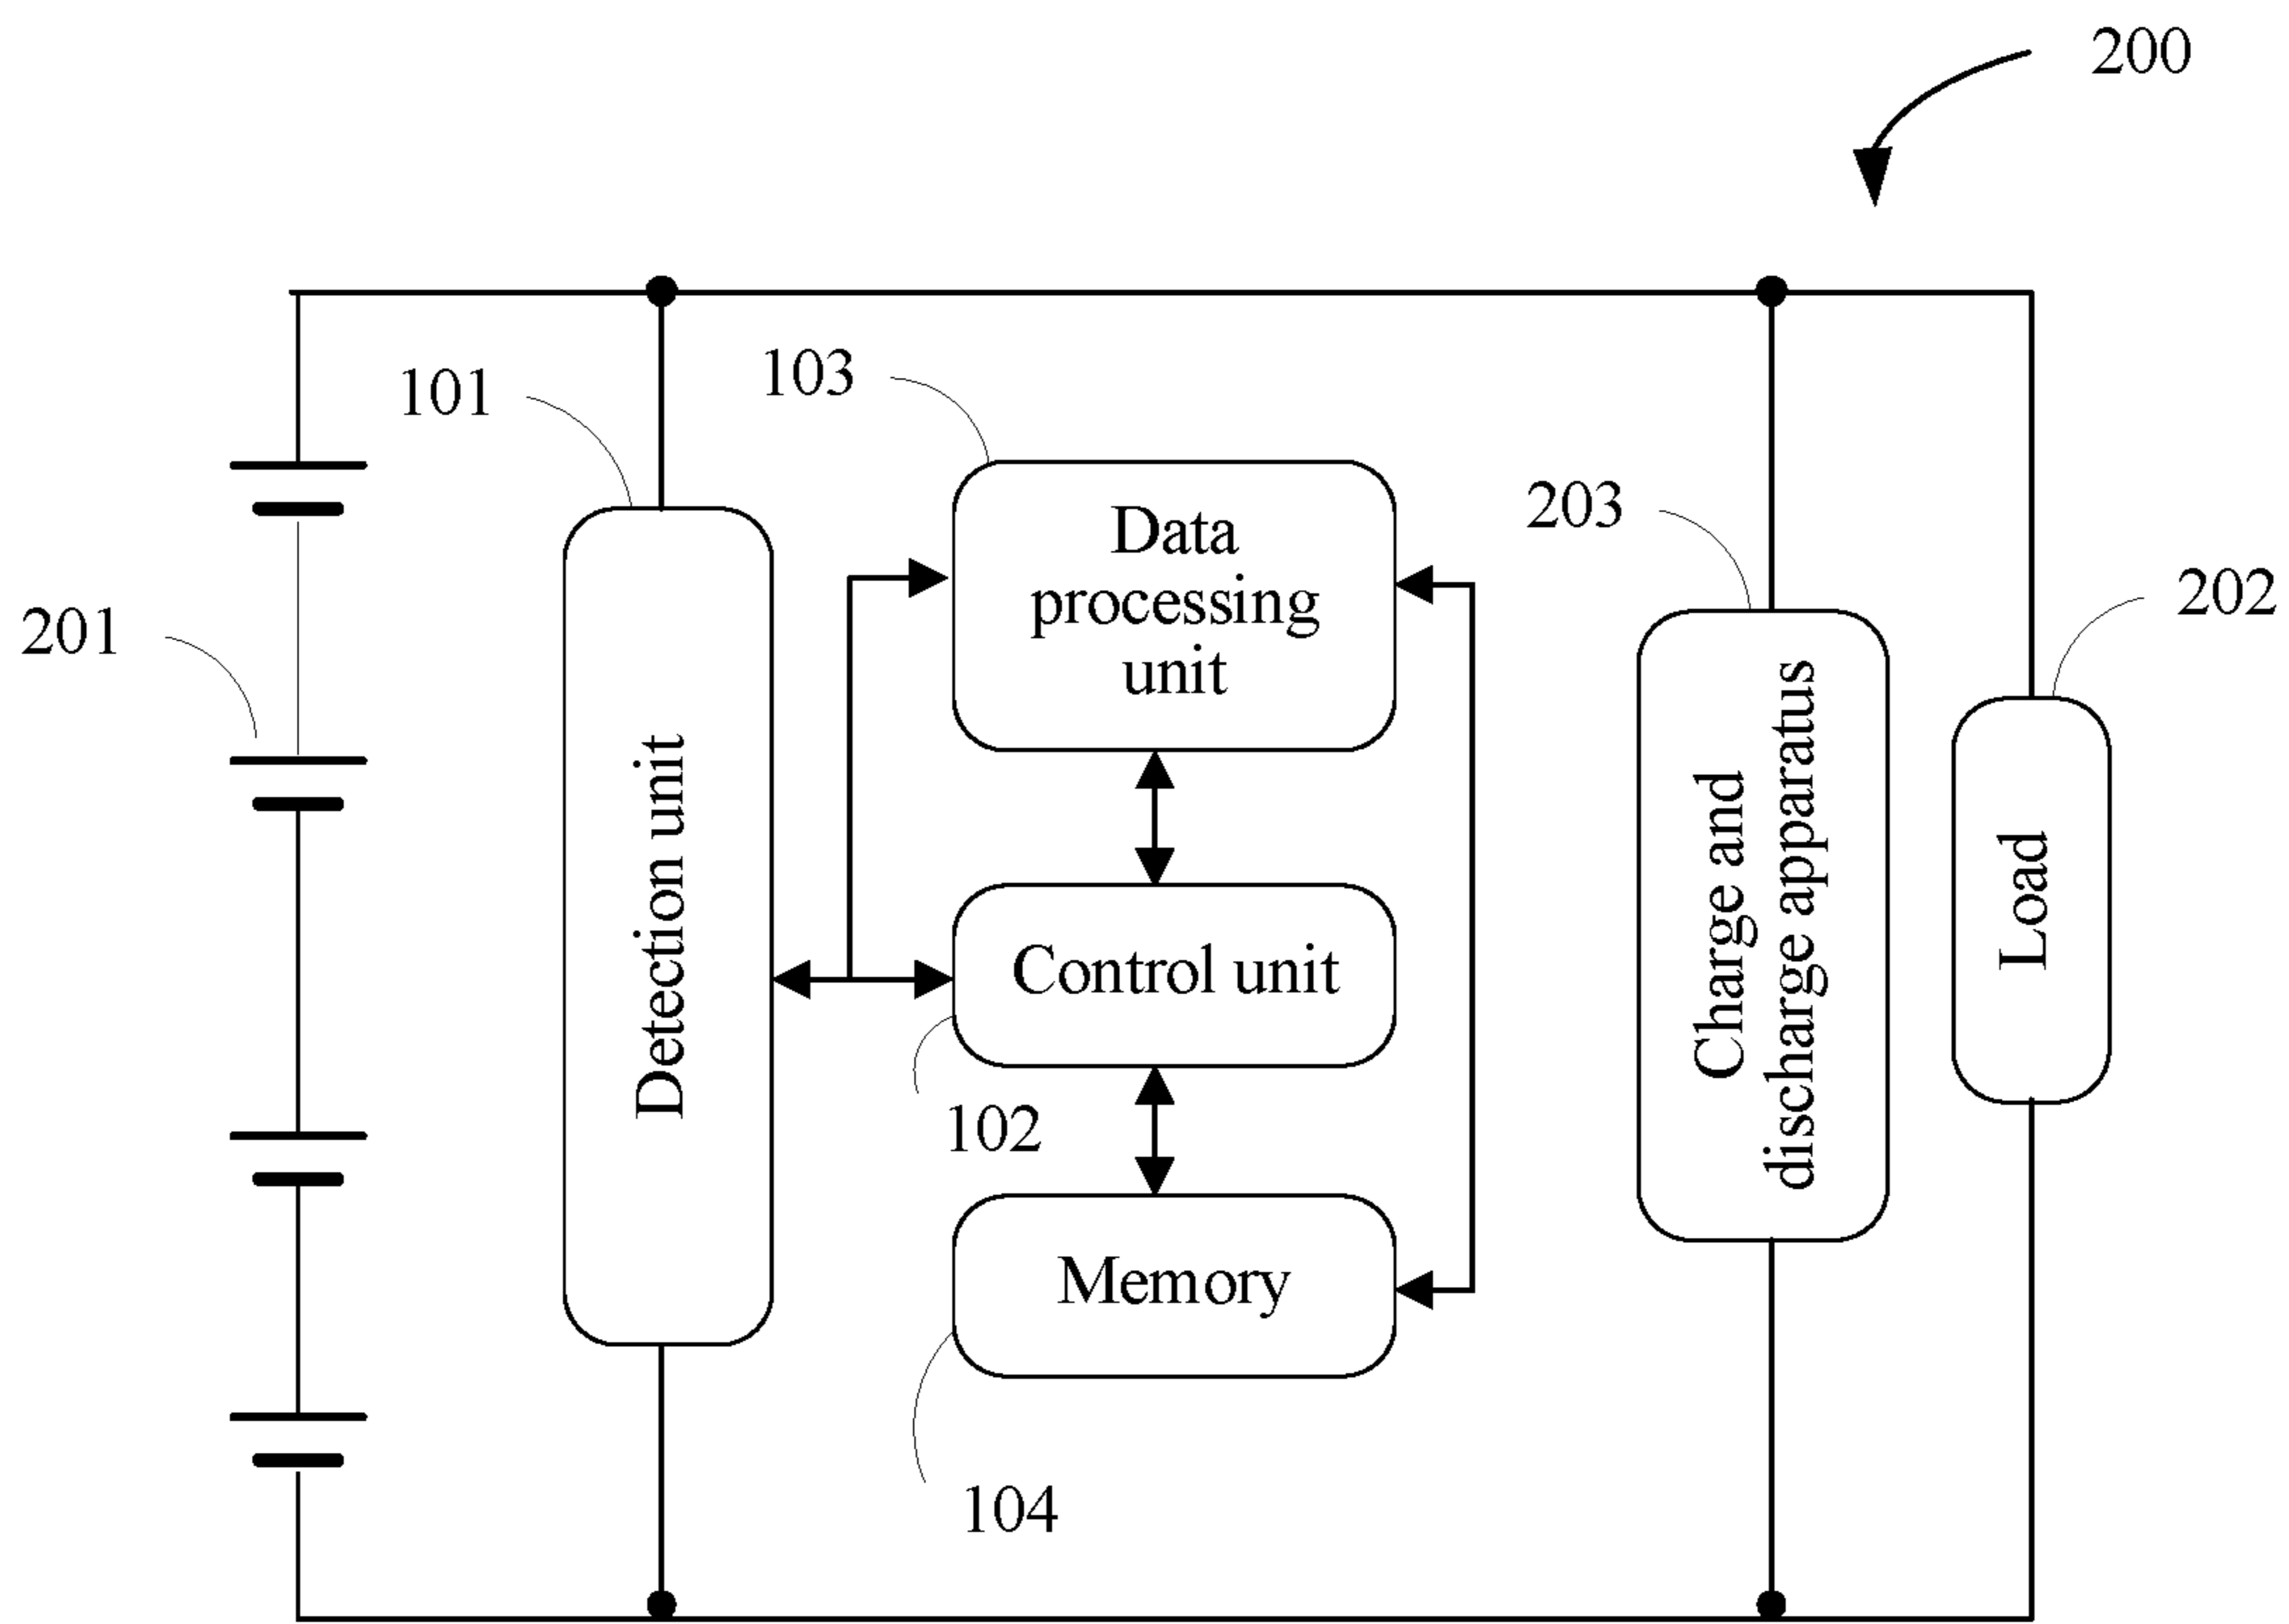 200
103
101
203
Data
processing
unit
202
201
Detection unit
Charge and
discharge apparatus
Load
Control unit
102
Memory
104